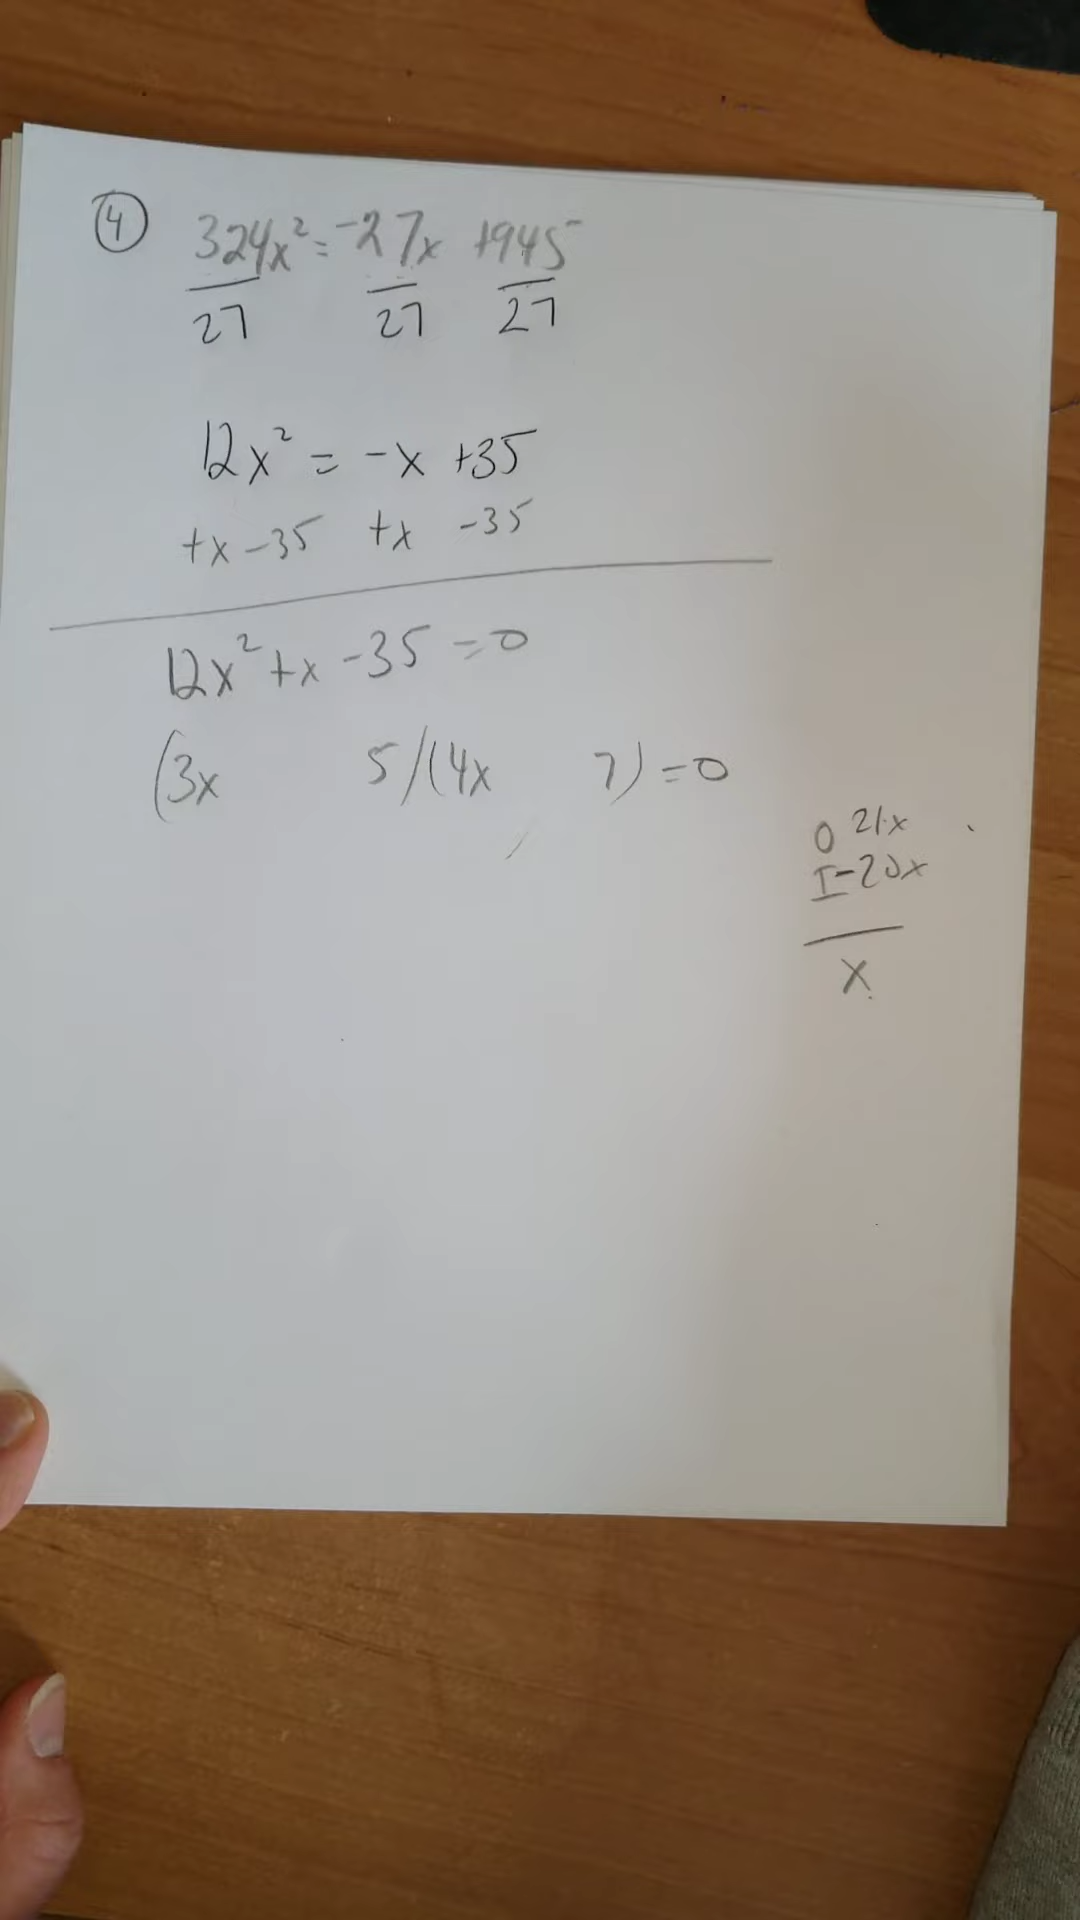 ④ 324x² = -27x +945
27 27 27
12x² = -x +35
+x -35 +x -35
12x² + x - 35 = 0
(3x 5)(4x 7) = 0
O 21x
I -20x
x